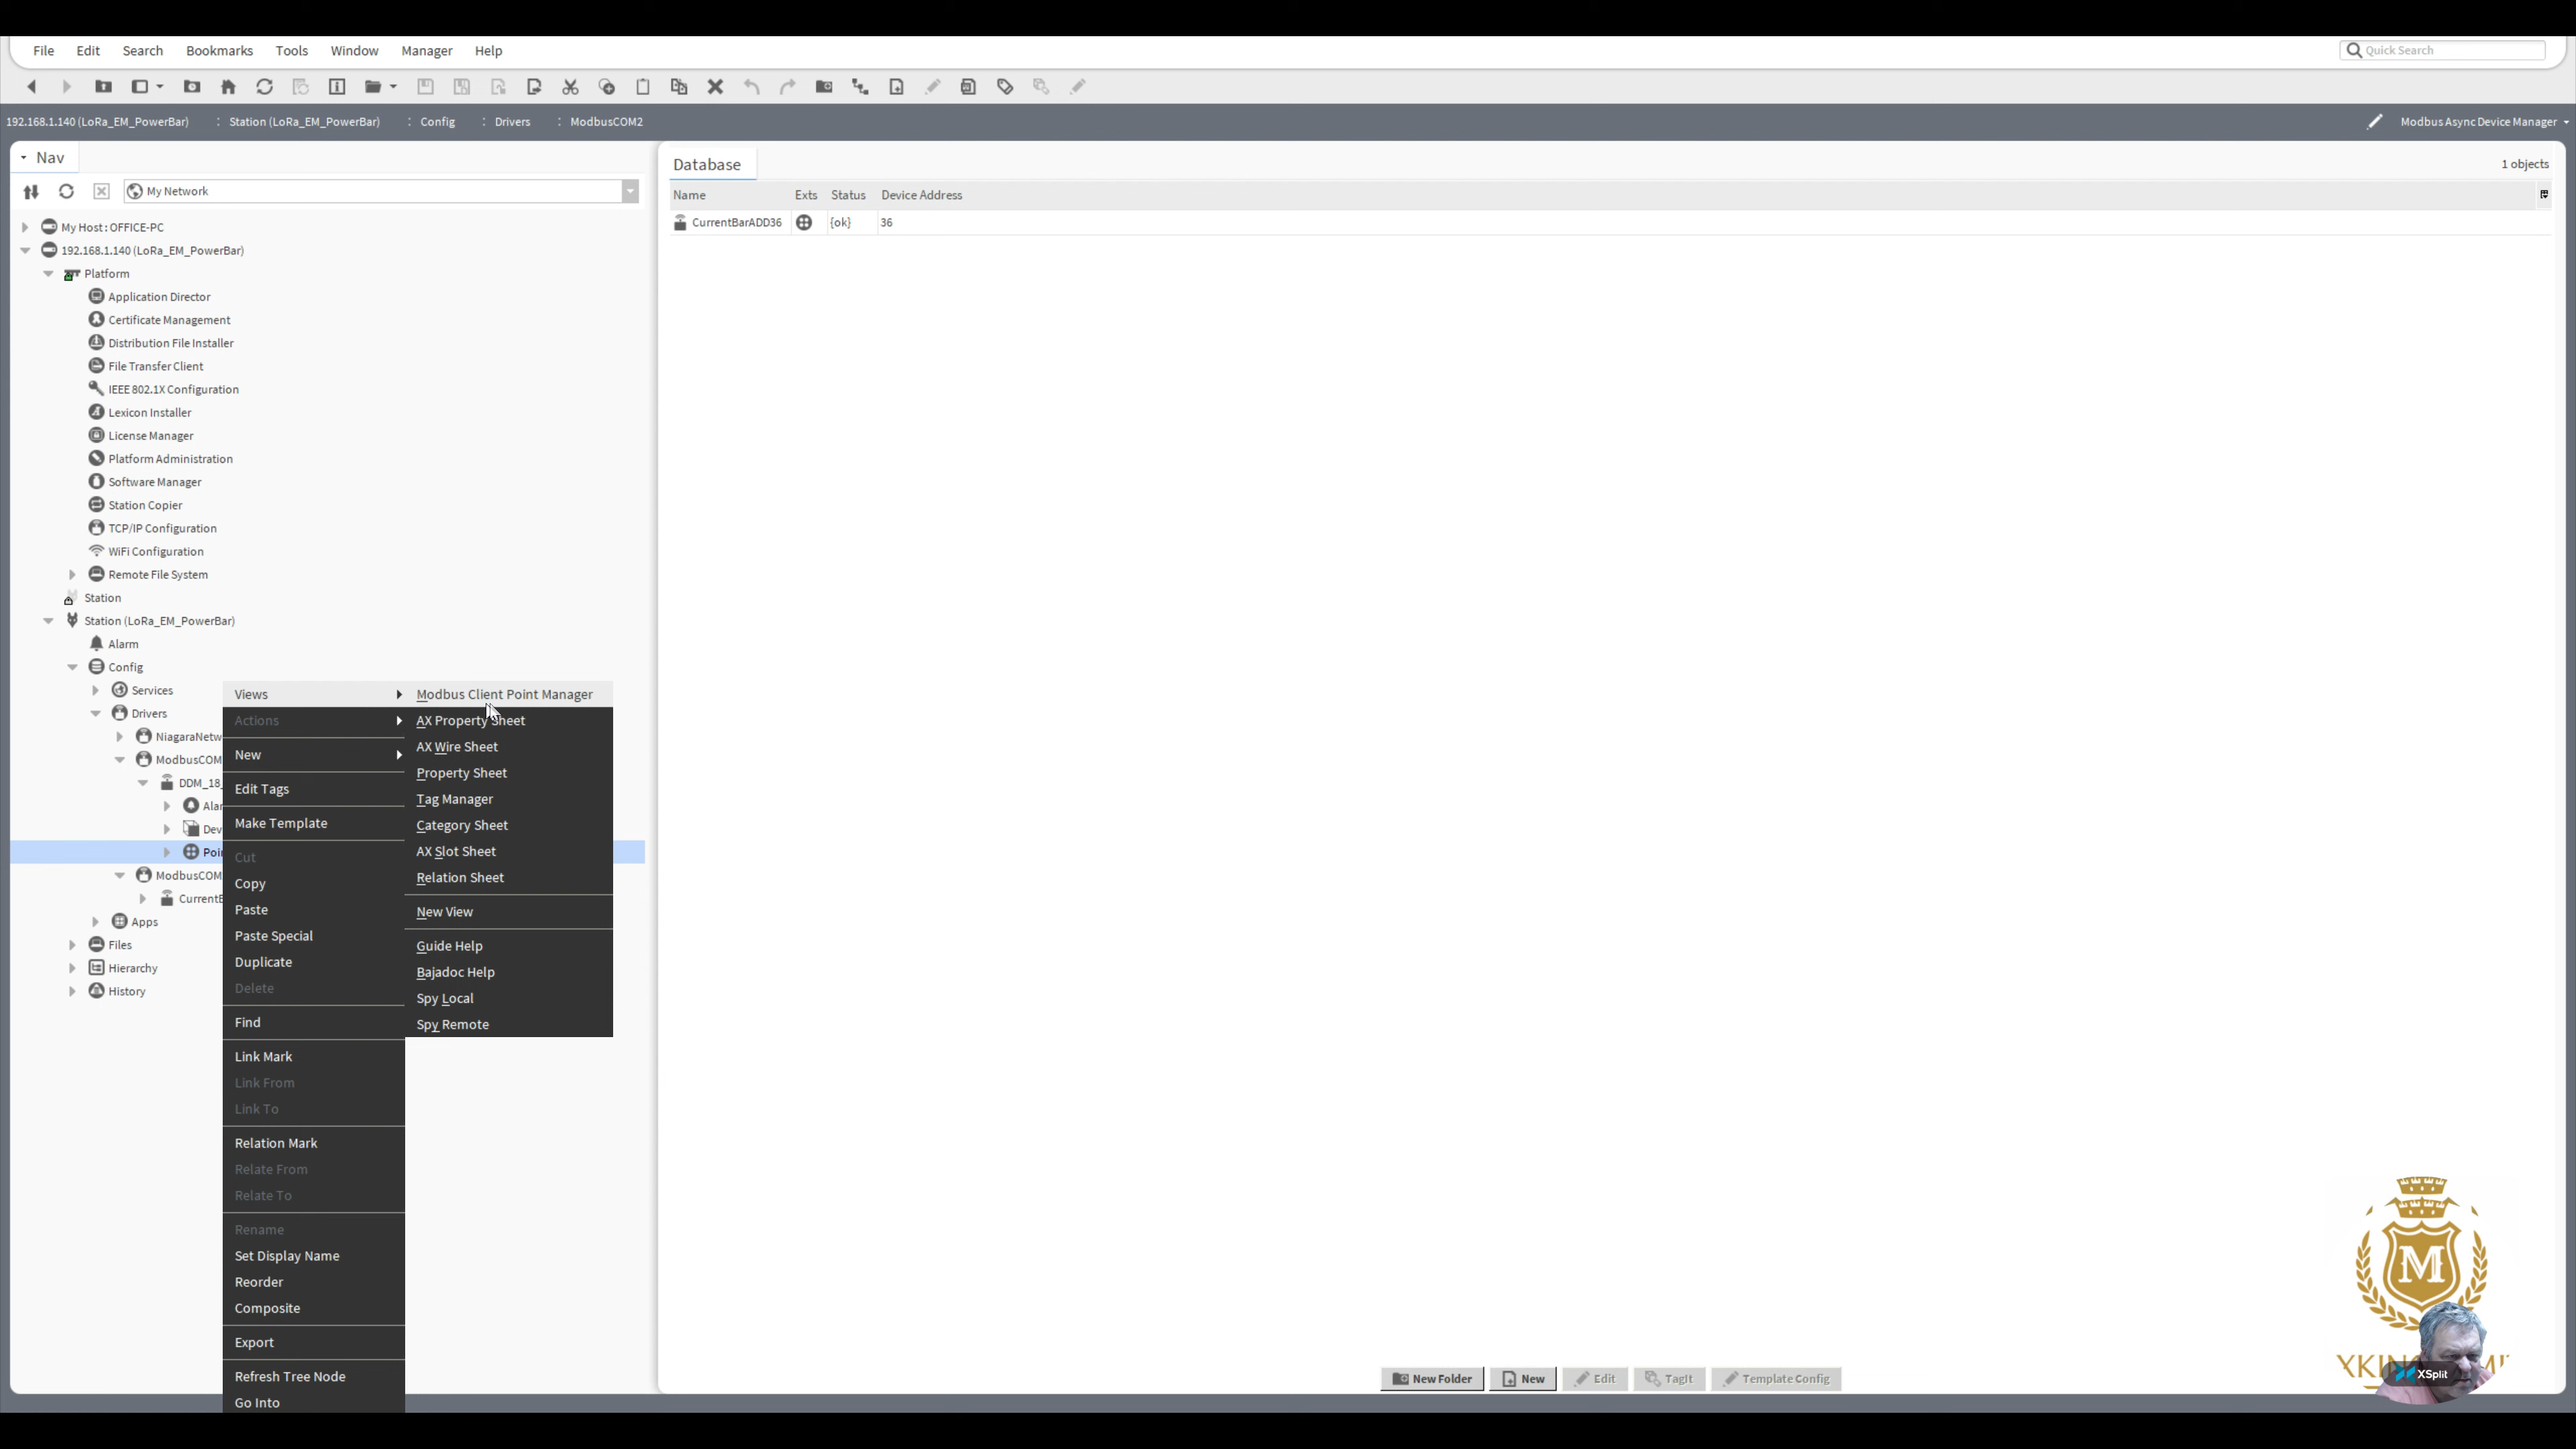 File Edit Search Bookmarks Tools Window Manager Help
Quick Search
192.168.1.140 (LoRa_EM_PowerBar) : Station (LoRa_EM_PowerBar) : Config : Drivers : ModbusCOM2
Modbus Async Device Manager
Nav
My Network
My Host : OFFICE-PC
192.168.1.140 (LoRa_EM_PowerBar)
Platform
Application Director
Certificate Management
Distribution File Installer
File Transfer Client
IEEE 802.1X Configuration
Lexicon Installer
License Manager
Platform Administration
Software Manager
Station Copier
TCP/IP Configuration
WiFi Configuration
Remote File System
Station
Station (LoRa_EM_PowerBar)
Alarm
Config
Services
Drivers
NiagaraNetw
ModbusCOM
DDM_18_
Alar
Dev
Poin
ModbusCOM
CurrentB
Apps
Files
Hierarchy
History
Views
Actions
New
Edit Tags
Make Template
Cut
Copy
Paste
Paste Special
Duplicate
Delete
Find
Link Mark
Link From
Link To
Relation Mark
Relate From
Relate To
Rename
Set Display Name
Reorder
Composite
Export
Refresh Tree Node
Go Into
Modbus Client Point Manager
AX Property Sheet
AX Wire Sheet
Property Sheet
Tag Manager
Category Sheet
AX Slot Sheet
Relation Sheet
New View
Guide Help
Bajadoc Help
Spy Local
Spy Remote
Database
1 objects
Name Exts Status Device Address
CurrentBarADD36 {ok} 36
New Folder New Edit TagIt Template Config
M
XSplit